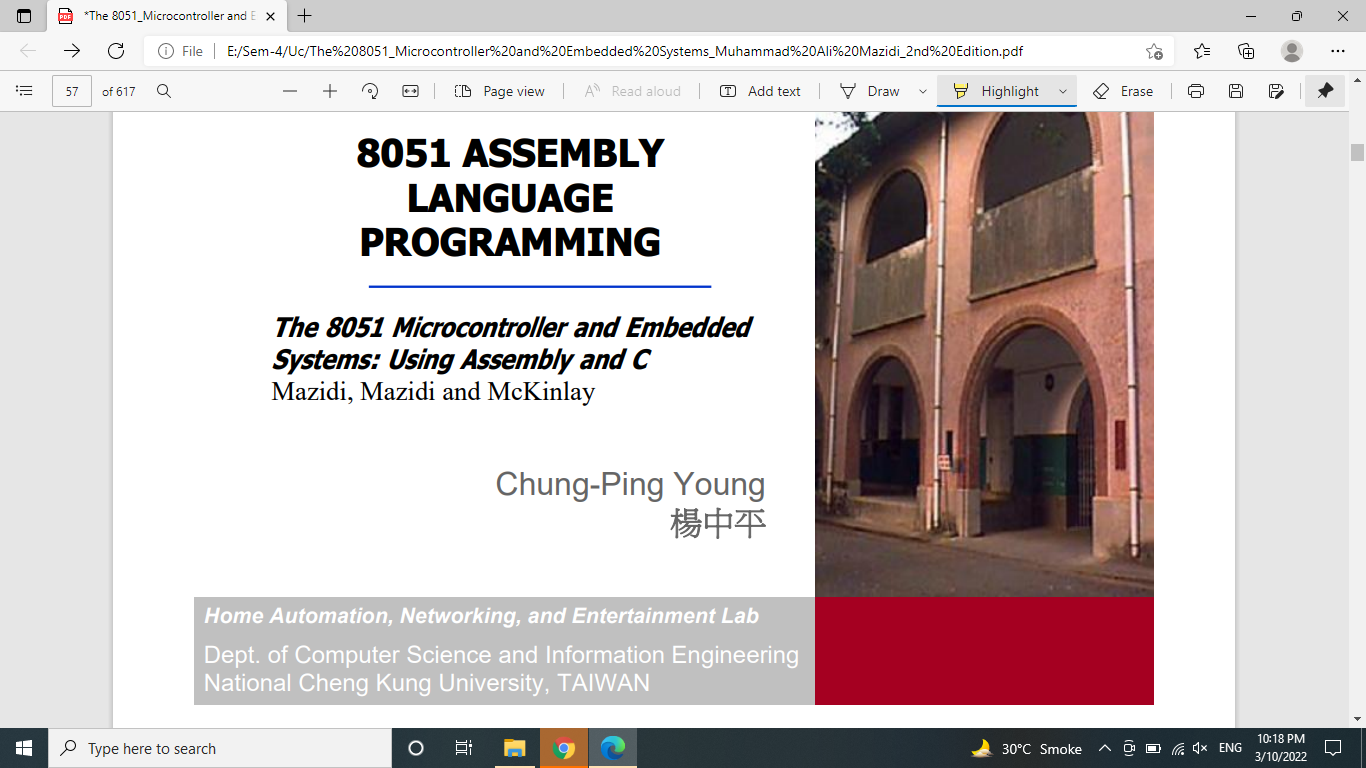 *The 8051_Microcontroller and E
File
E:/Sem-4/Uc/The%208051_Microcontroller%20and%20Embedded%20Systems_Muhammad%20Ali%20Mazidi_2nd%20Edition.pdf
57 of 617
Page view
Read aloud
Add text
Draw
Highlight
Erase
8051 ASSEMBLY
LANGUAGE
PROGRAMMING
The 8051 Microcontroller and Embedded
Systems: Using Assembly and C
Mazidi, Mazidi and McKinlay
Chung-Ping Young
楊中平
Home Automation, Networking, and Entertainment Lab
Dept. of Computer Science and Information Engineering
National Cheng Kung University, TAIWAN
Type here to search
30°C Smoke
ENG
10:18 PM
3/10/2022